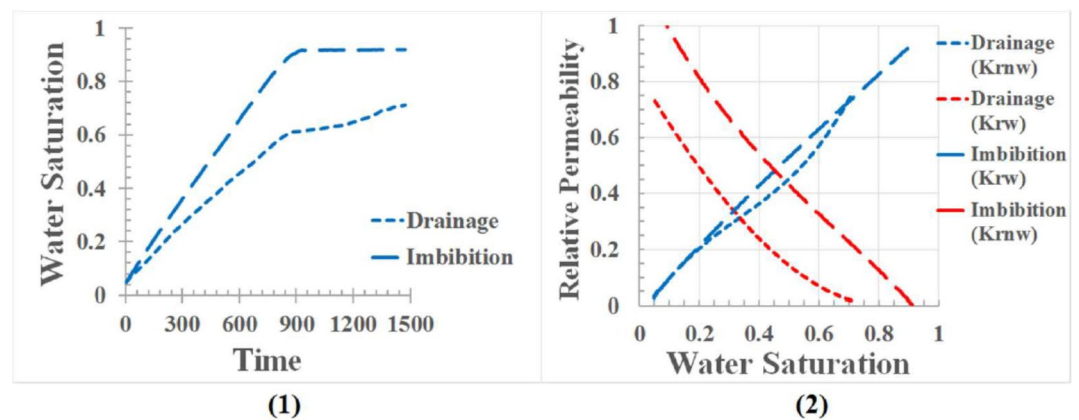 Water Saturation
1
0.8
0.6
0.4
0.2
0
0 300 600 900 1200 1500
Time
Drainage
Imbibition
(1)
Relative Permeability
1
0.8
0.6
0.4
0.2
0
0 0.2 0.4 0.6 0.8 1
Water Saturation
Drainage
(Krnw)
Drainage
(Krw)
Imbibition
(Krw)
Imbibition
(Krnw)
(2)